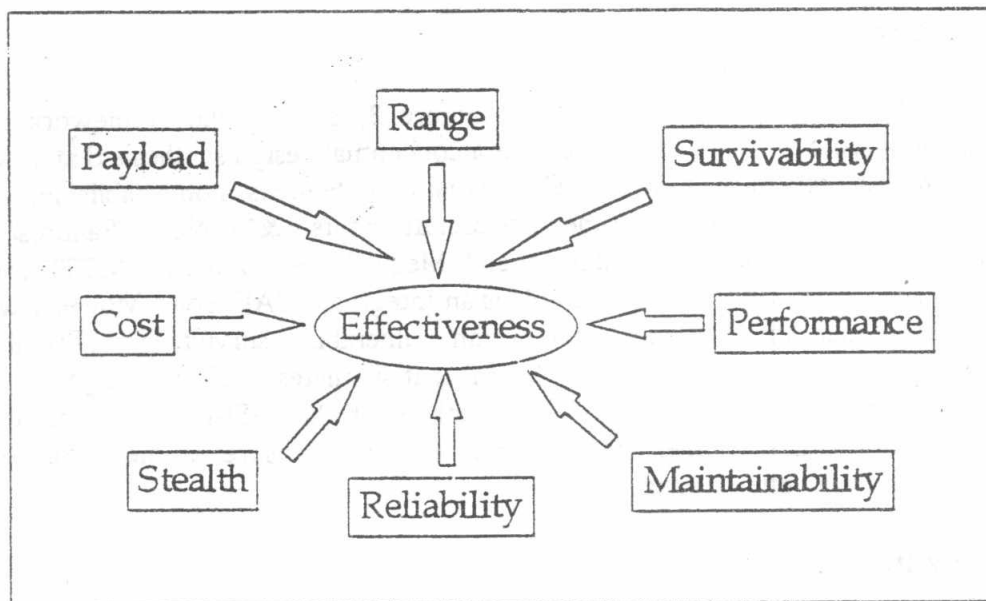 Range
Payload
Survivability
Cost
Effectiveness
Performance
Stealth
Reliability
Maintainability